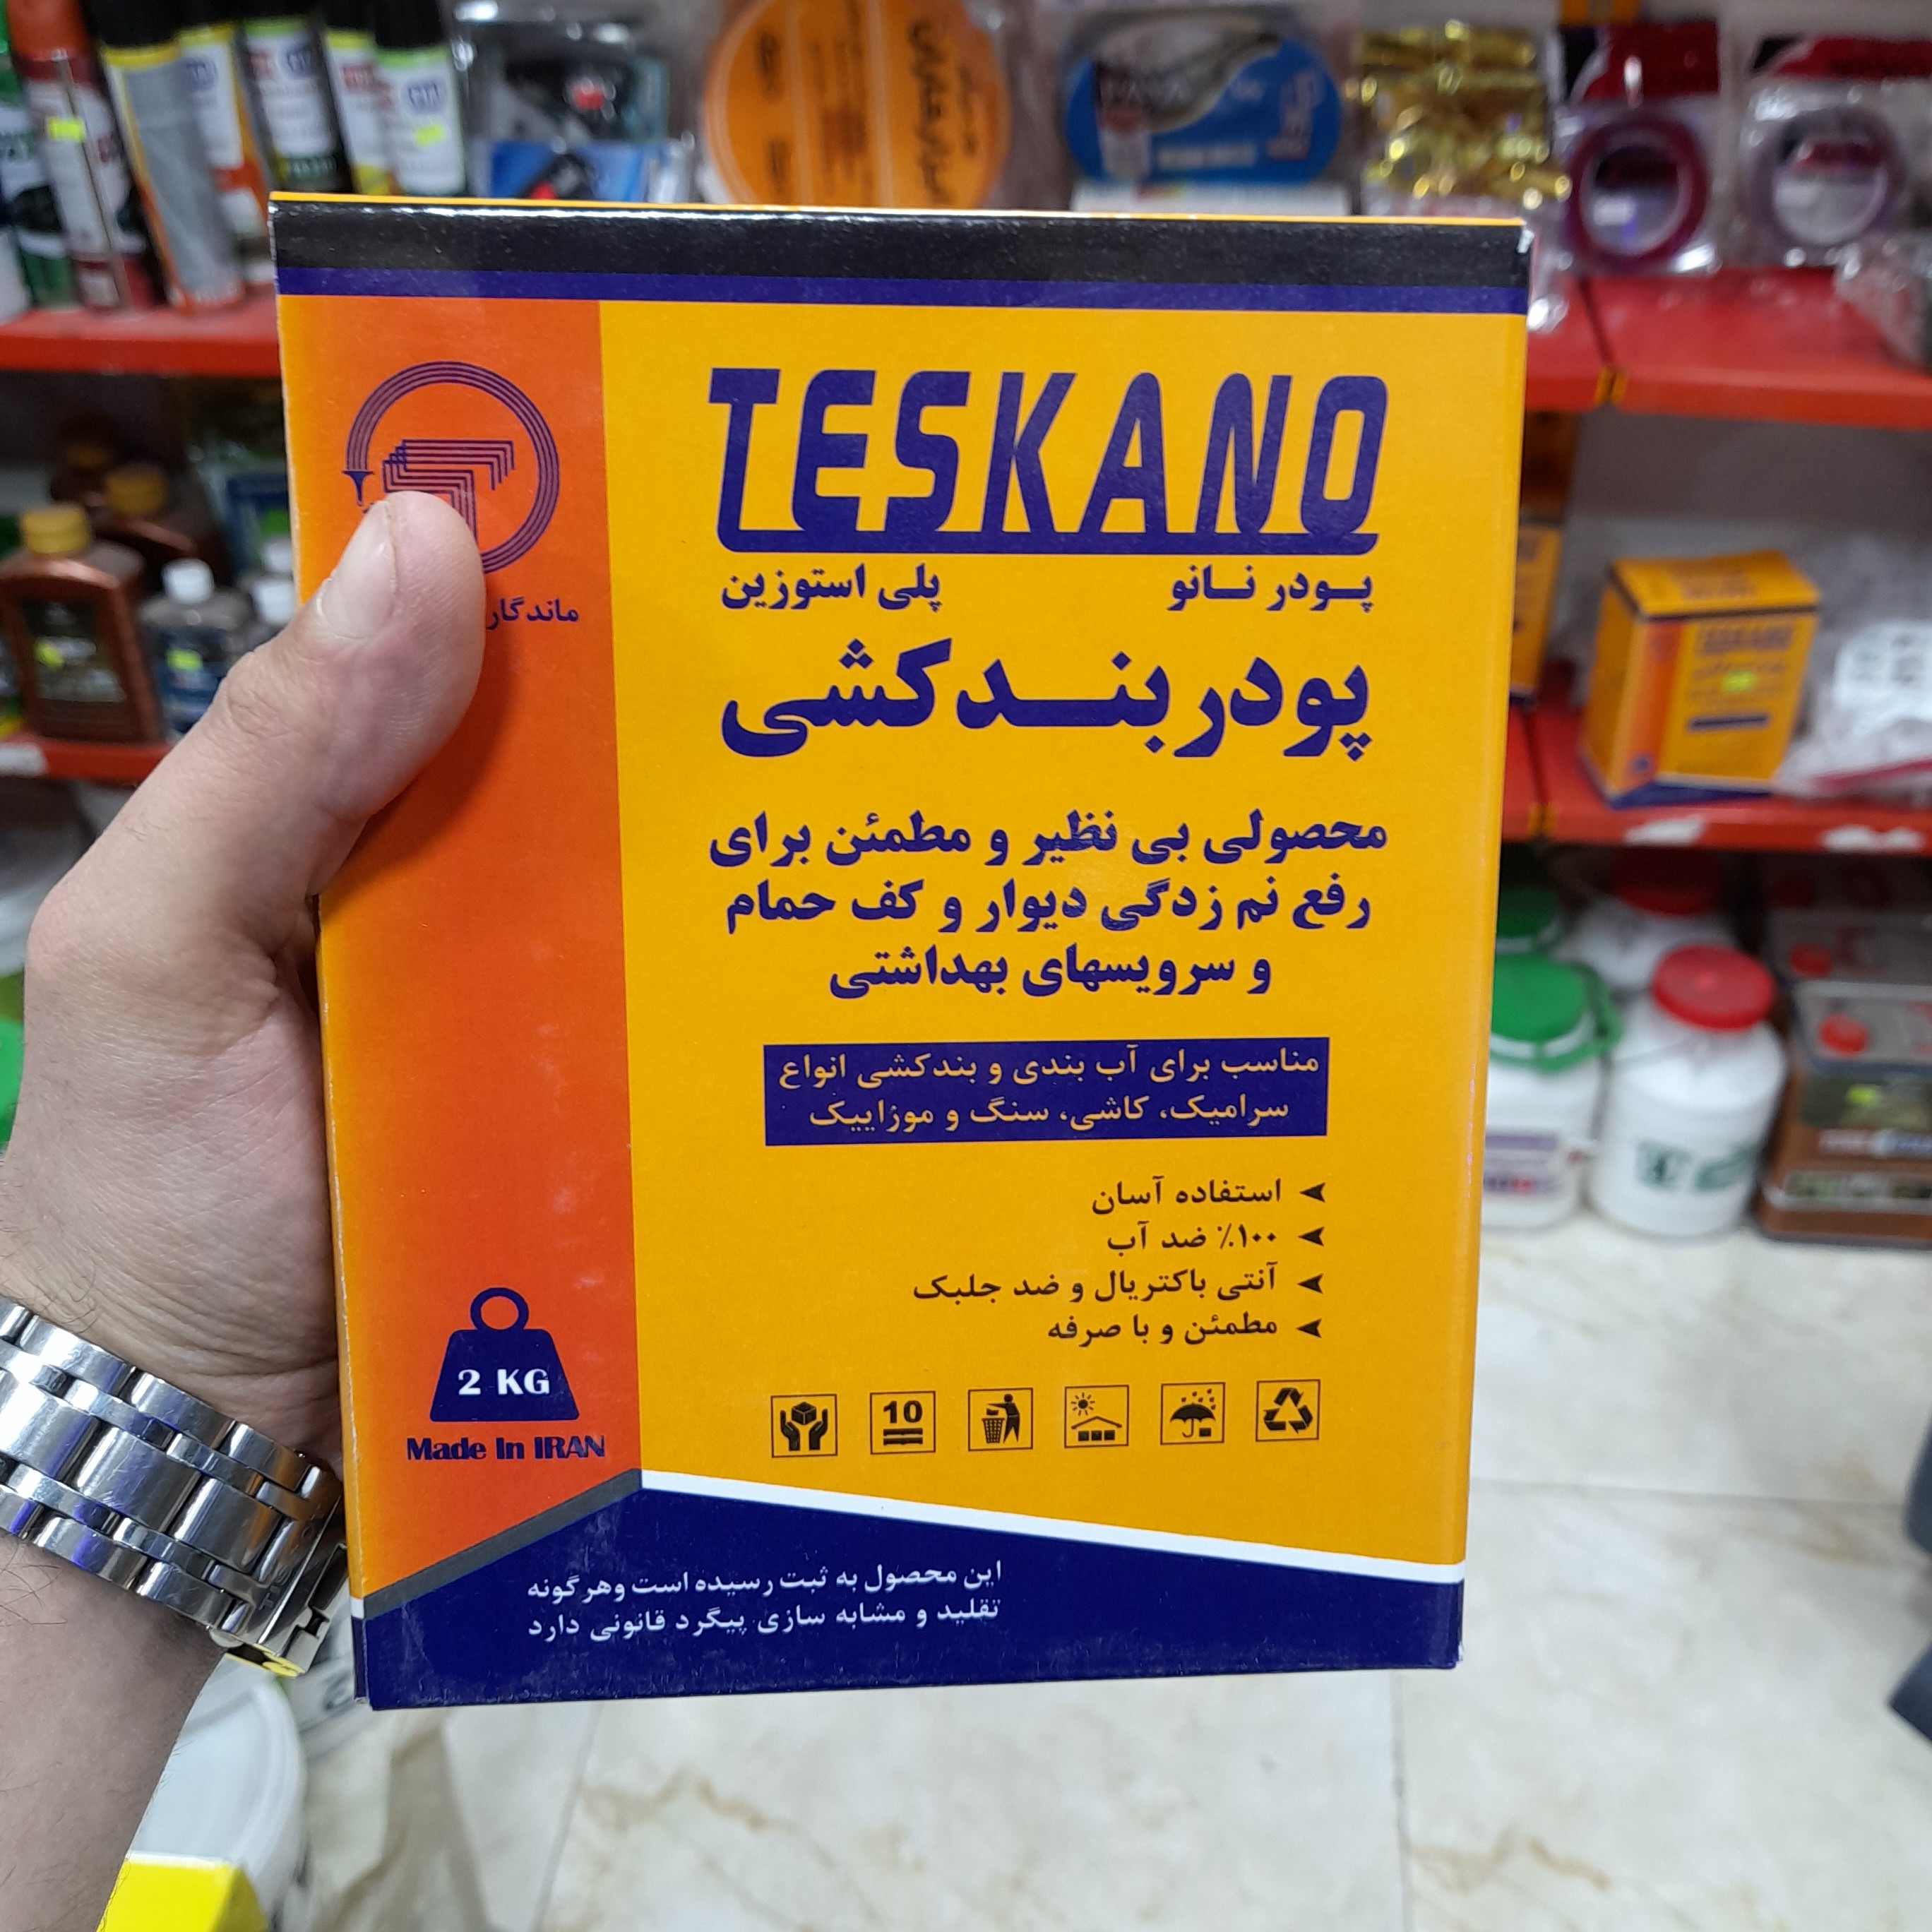 TESKANO
پودر نانو
پلی استوزین
پودر بندکشی
محصولی بی نظیر و مطمئن برای
رفع نم زدگی دیوار و کف حمام
و سرویسهای بهداشتی
مناسب برای آب بندی و بندکشی انواع
سرامیک، کاشی، سنگ و موزاییک
استفاده آسان
۱۰۰٪ ضد آب
آنتی باکتریال و ضد جلبک
مطمئن و با صرفه
10
ماندگار
2 KG
Made In IRAN
این محصول به ثبت رسیده است وهرگونه
تقلید و مشابه سازی پیگرد قانونی دارد